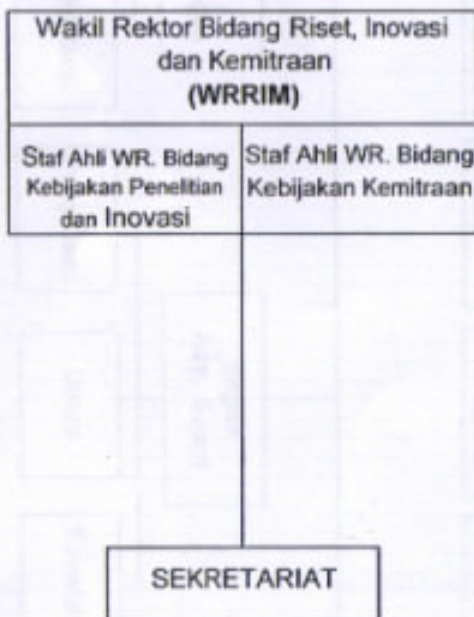 Wakil Rektor Bidang Riset, Inovasi
dan Kemitraan
(WRRIM)
Staf Ahli WR. Bidang
Kebijakan Penelitian
dan Inovasi
Staf Ahli WR. Bidang
Kebijakan Kemitraan
SEKRETARIAT